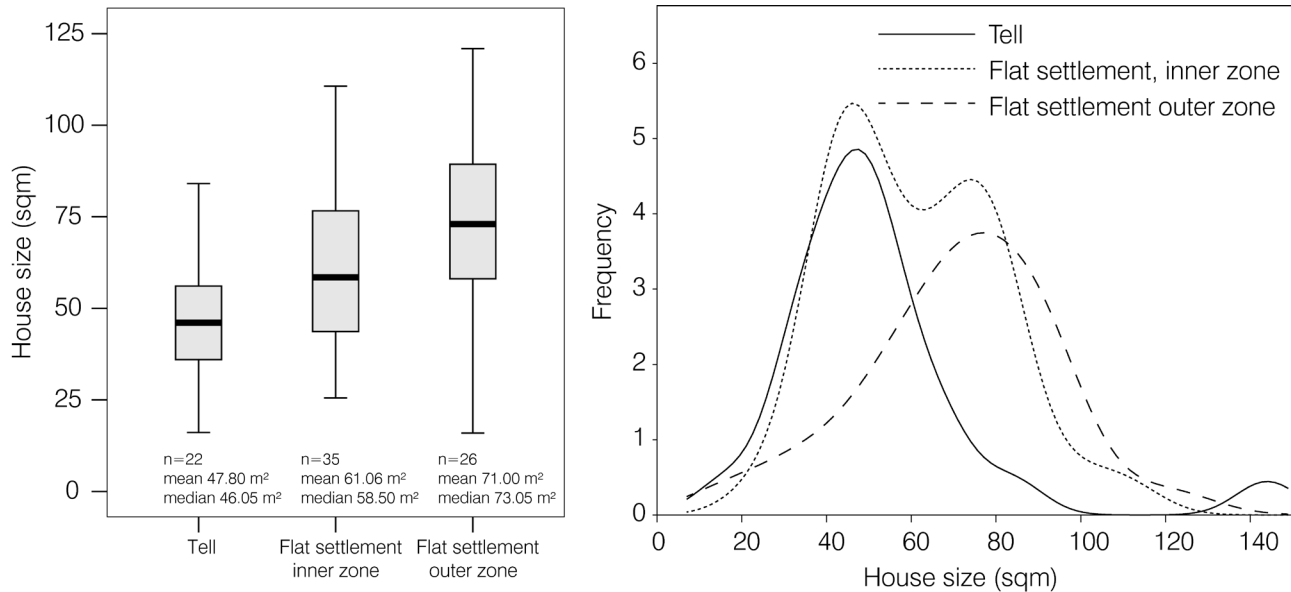 House size (sqm)
125
100
75
50
25
0
n=22
mean 47.80 m²
median 46.05 m²
n=35
mean 61.06 m²
median 58.50 m²
n=26
mean 71.00 m²
median 73.05 m²
Tell
Flat settlement
inner zone
Flat settlement
outer zone
Frequency
6
5
4
3
2
1
0
Tell
Flat settlement, inner zone
Flat settlement outer zone
0 20 40 60 80 100 120 140
House size (sqm)